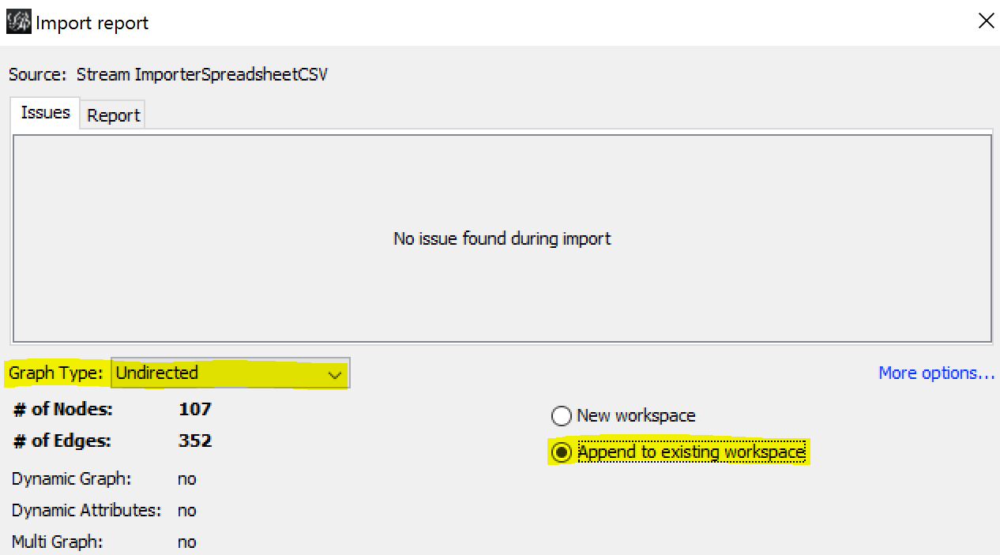 Import report
Source: Stream ImporterSpreadsheetCSV
Issues Report
No issue found during import
Graph Type: Undirected
More options...
# of Nodes: 107
# of Edges: 352
New workspace
Append to existing workspace
Dynamic Graph: no
Dynamic Attributes: no
Multi Graph: no